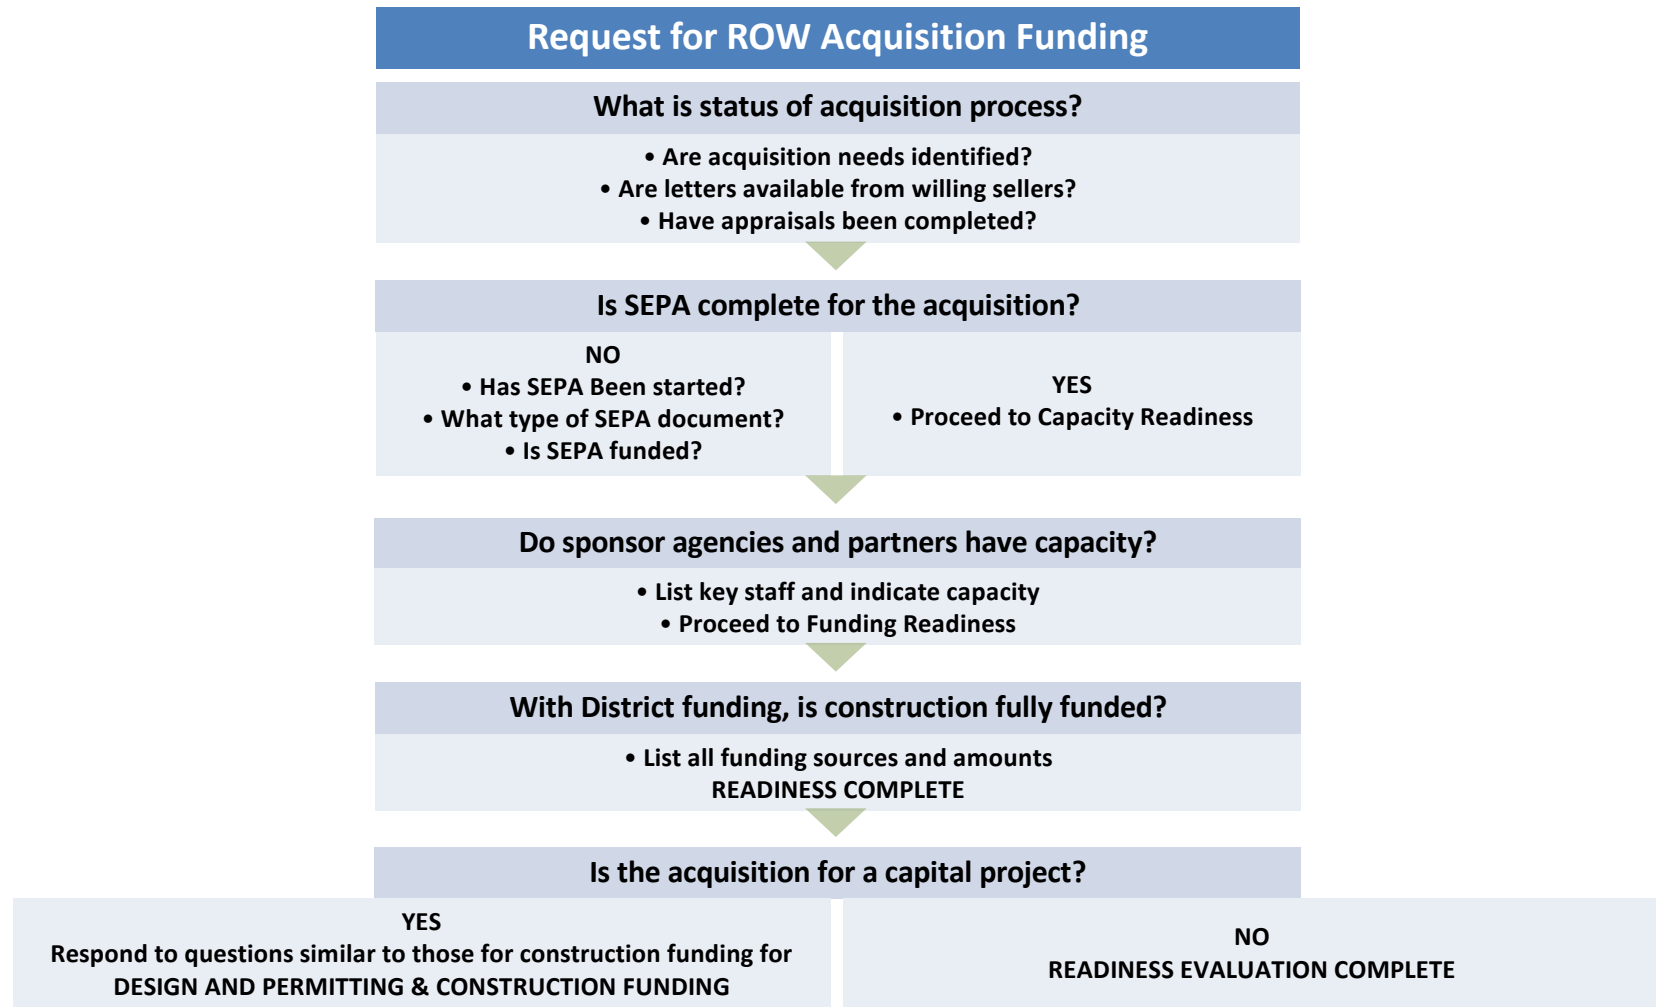 Request for ROW Acquisition Funding
What is status of acquisition process?
• Are acquisition needs identified?
• Are letters available from willing sellers?
• Have appraisals been completed?
Is SEPA complete for the acquisition?
NO
• Has SEPA Been started?
• What type of SEPA document?
• Is SEPA funded?
YES
• Proceed to Capacity Readiness
Do sponsor agencies and partners have capacity?
• List key staff and indicate capacity
• Proceed to Funding Readiness
With District funding, is construction fully funded?
• List all funding sources and amounts
READINESS COMPLETE
Is the acquisition for a capital project?
YES
Respond to questions similar to those for construction funding for
DESIGN AND PERMITTING & CONSTRUCTION FUNDING
NO
READINESS EVALUATION COMPLETE